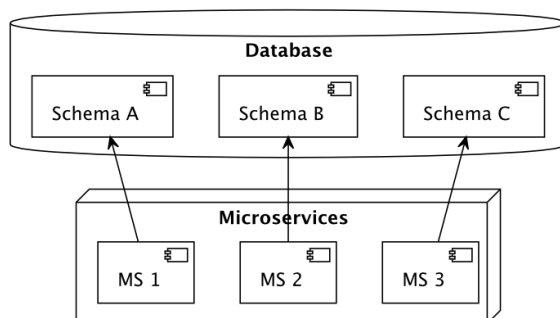 Database
Schema A
Schema B
Schema C
Microservices
MS 1
MS 2
MS 3